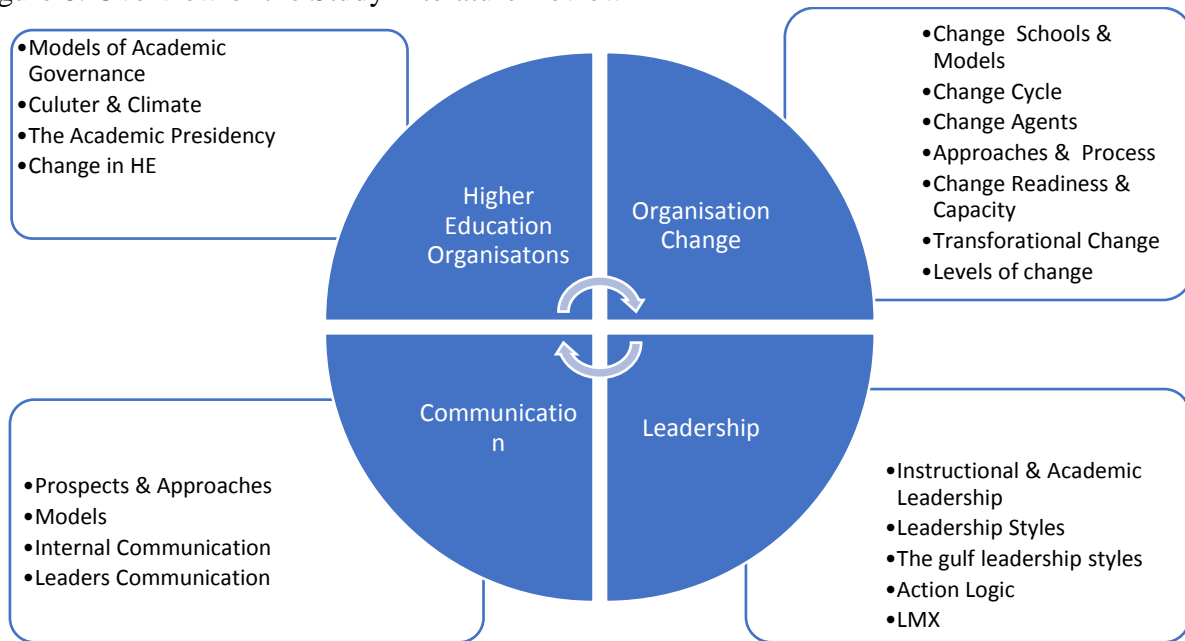 •Models of Academic
Governance
•Culuter & Climate
•The Academic Presidency
•Change in HE
Higher
Education
Organisatons
Organisation
Change
•Change Schools &
Models
•Change Cycle
•Change Agents
•Approaches & Process
•Change Readiness &
Capacity
•Transforational Change
•Levels of change
•Prospects & Approaches
•Models
•Internal Communication
•Leaders Communication
Communicatio
n
Leadership
•Instructional & Academic
Leadership
•Leadership Styles
•The gulf leadership styles
•Action Logic
•LMX